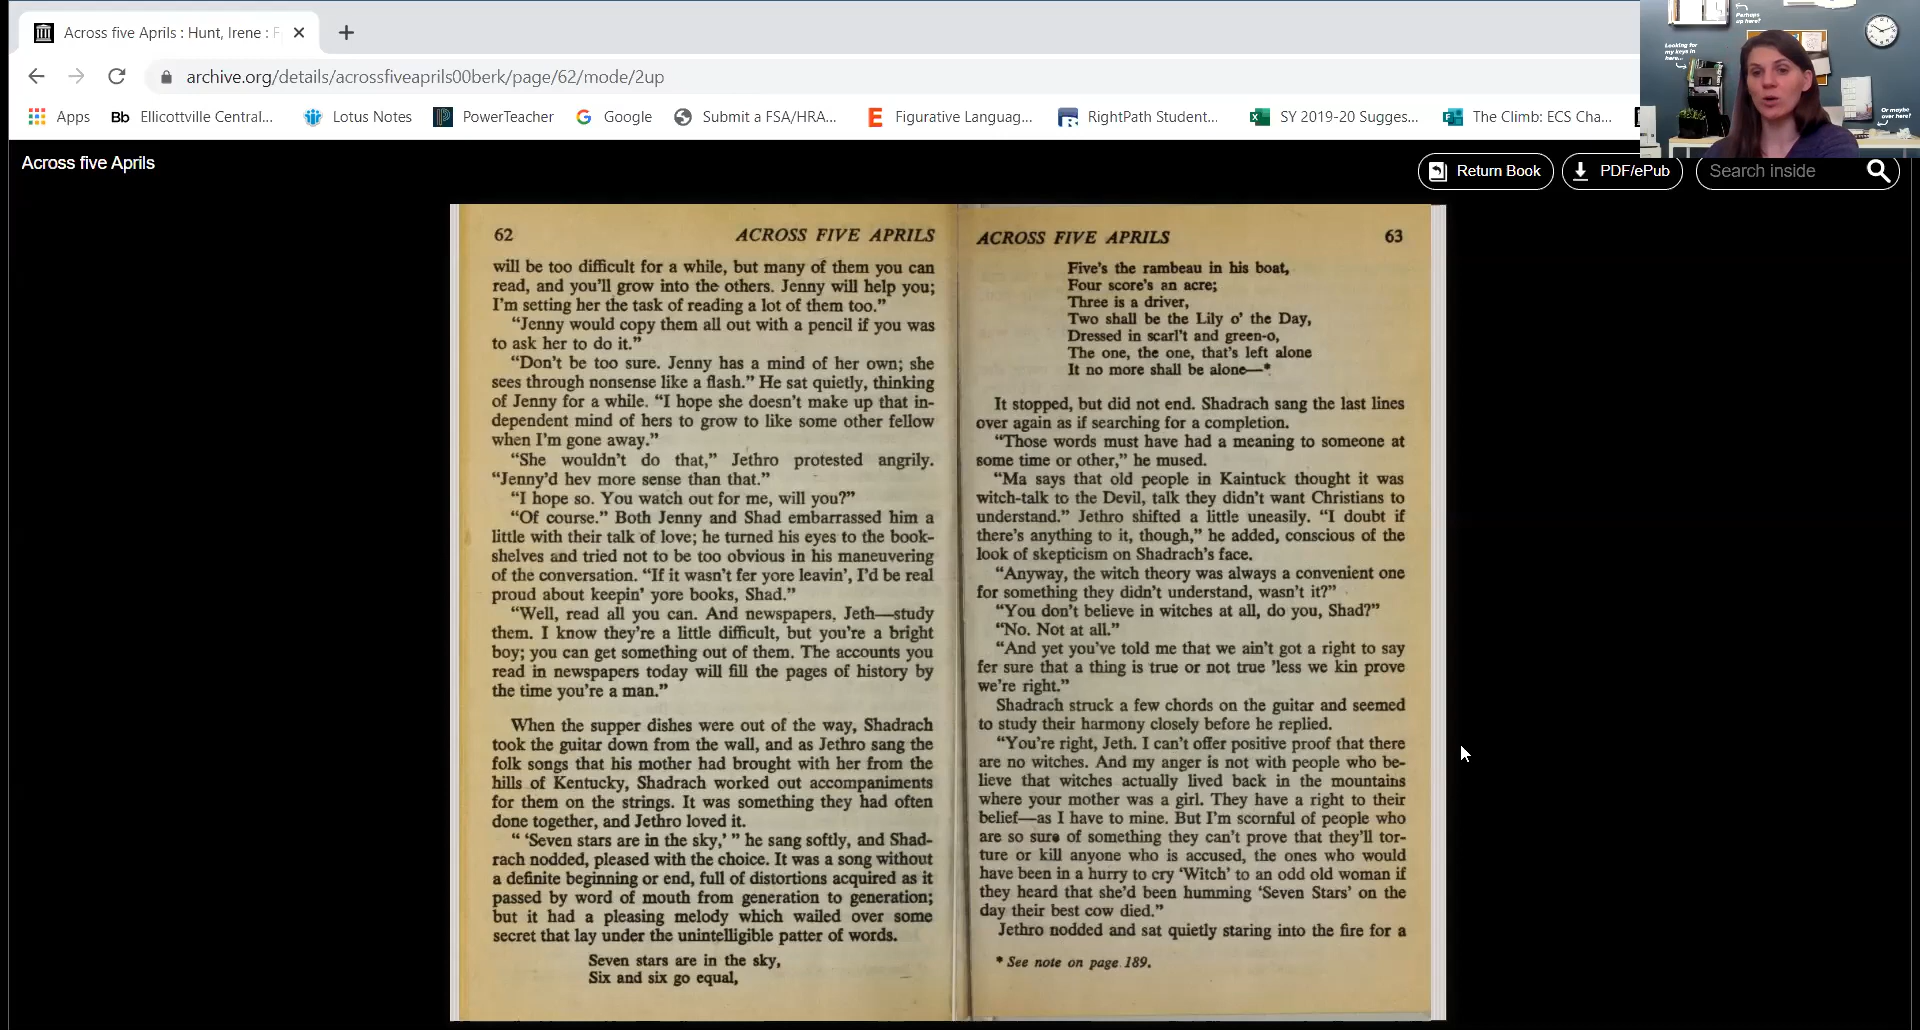 Across five Aprils : Hunt, Irene :
archive.org/details/acrossfiveaprils00berk/page/62/mode/2up
Apps
Bb Ellicottville Central...
Lotus Notes
PowerTeacher
Google
Submit a FSA/HRA...
Figurative Languag...
RightPath Student...
SY 2019-20 Sugges...
The Climb: ECS Cha...
Perhaps
up here?
Looking for
my keys in
here...
Or maybe
over here?
Across five Aprils
Return Book
PDF/ePub
Search inside
62 ACROSS FIVE APRILS
will be too difficult for a while, but many of them you can
read, and you'll grow into the others. Jenny will help you;
I'm setting her the task of reading a lot of them too.”
“Jenny would copy them all out with a pencil if you was
to ask her to do it.”
“Don't be too sure. Jenny has a mind of her own; she
sees through nonsense like a flash.” He sat quietly, thinking
of Jenny for a while. “I hope she doesn't make up that in-
dependent mind of hers to grow to like some other fellow
when I'm gone away.”
“She wouldn't do that,” Jethro protested angrily.
“Jenny'd hev more sense than that.”
“I hope so. You watch out for me, will you?”
“Of course.” Both Jenny and Shad embarrassed him a
little with their talk of love; he turned his eyes to the book-
shelves and tried not to be too obvious in his maneuvering
of the conversation. “If it wasn't fer yore leavin', I'd be real
proud about keepin' yore books, Shad.”
“Well, read all you can. And newspapers, Jeth—study
them. I know they're a little difficult, but you're a bright
boy; you can get something out of them. The accounts you
read in newspapers today will fill the pages of history by
the time you're a man.”
When the supper dishes were out of the way, Shadrach
took the guitar down from the wall, and as Jethro sang the
folk songs that his mother had brought with her from the
hills of Kentucky, Shadrach worked out accompaniments
for them on the strings. It was something they had often
done together, and Jethro loved it.
“ ‘Seven stars are in the sky,’ ” he sang softly, and Shad-
rach nodded, pleased with the choice. It was a song without
a definite beginning or end, full of distortions acquired as it
passed by word of mouth from generation to generation;
but it had a pleasing melody which wailed over some
secret that lay under the unintelligible patter of words.
Seven stars are in the sky,
Six and six go equal,
ACROSS FIVE APRILS 63
Five's the rambeau in his boat,
Four score's an acre;
Three is a driver,
Two shall be the Lily o' the Day,
Dressed in scarl't and green-o,
The one, the one, that's left alone
It no more shall be alone—*
It stopped, but did not end. Shadrach sang the last lines
over again as if searching for a completion.
“Those words must have had a meaning to someone at
some time or other,” he mused.
“Ma says that old people in Kaintuck thought it was
witch-talk to the Devil, talk they didn't want Christians to
understand.” Jethro shifted a little uneasily. “I doubt if
there's anything to it, though,” he added, conscious of the
look of skepticism on Shadrach's face.
“Anyway, the witch theory was always a convenient one
for something they didn't understand, wasn't it?”
“You don't believe in witches at all, do you, Shad?”
“No. Not at all.”
“And yet you've told me that we ain't got a right to say
fer sure that a thing is true or not true 'less we kin prove
we're right.”
Shadrach struck a few chords on the guitar and seemed
to study their harmony closely before he replied.
“You're right, Jeth. I can't offer positive proof that there
are no witches. And my anger is not with people who be-
lieve that witches actually lived back in the mountains
where your mother was a girl. They have a right to their
belief—as I have to mine. But I'm scornful of people who
are so sure of something they can't prove that they'll tor-
ture or kill anyone who is accused, the ones who would
have been in a hurry to cry ‘Witch’ to an odd old woman if
they heard that she'd been humming ‘Seven Stars’ on the
day their best cow died.”
Jethro nodded and sat quietly staring into the fire for a
* See note on page 189.